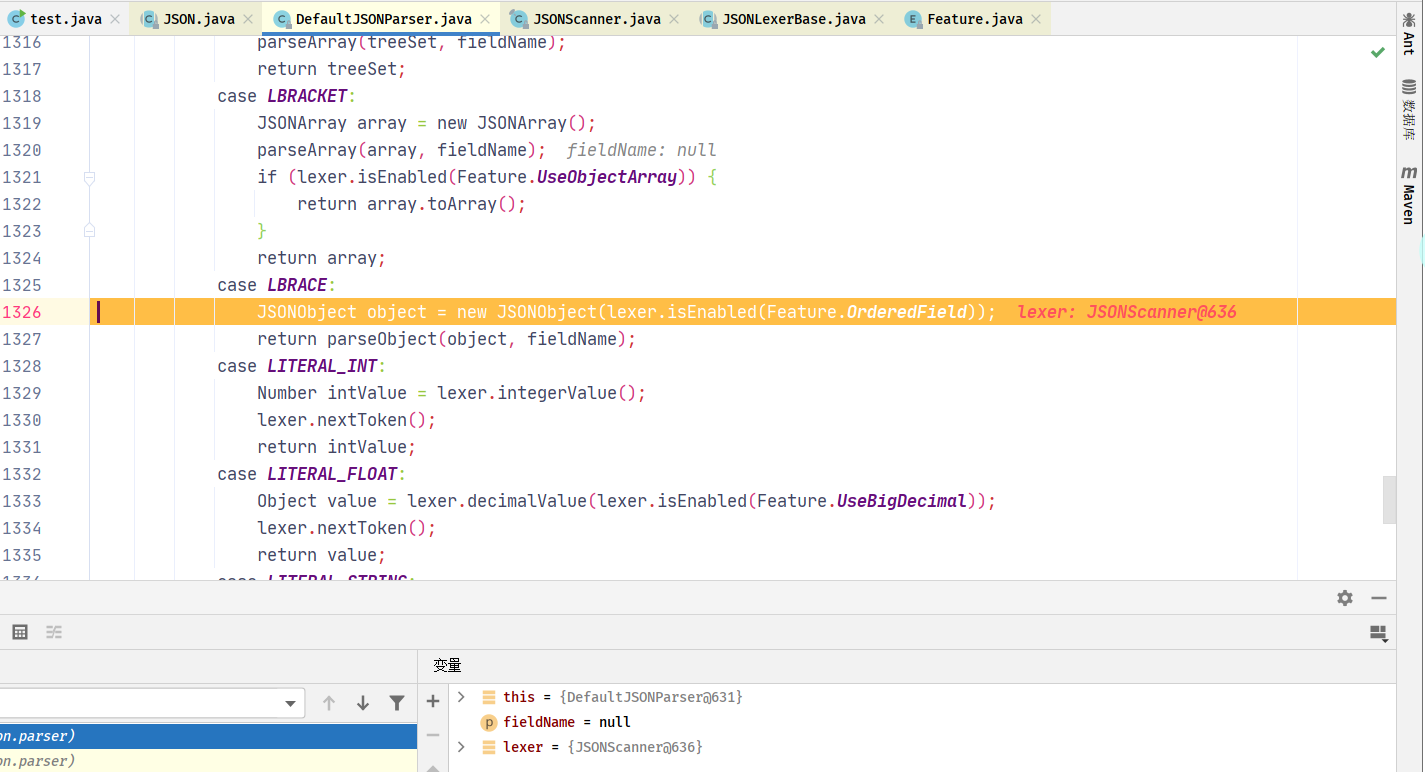 test.java JSON.java DefaultJSONParser.java JSONScanner.java JSONLexerBase.java Feature.java
1316 parseArray(treeSet, fieldName);
1317 return treeSet;
1318 case LBRACKET:
1319 JSONArray array = new JSONArray();
1320 parseArray(array, fieldName); fieldName: null
1321 if (lexer.isEnabled(Feature.UseObjectArray)) {
1322 return array.toArray();
1323 }
1324 return array;
1325 case LBRACE:
1326 JSONObject object = new JSONObject(lexer.isEnabled(Feature.OrderedField)); lexer: JSONScanner@636
1327 return parseObject(object, fieldName);
1328 case LITERAL_INT:
1329 Number intValue = lexer.integerValue();
1330 lexer.nextToken();
1331 return intValue;
1332 case LITERAL_FLOAT:
1333 Object value = lexer.decimalValue(lexer.isEnabled(Feature.UseBigDecimal));
1334 lexer.nextToken();
1335 return value;
1336 case LITERAL_STRING:
Ant
数据库
m Maven
变量
this = {DefaultJSONParser@631}
p fieldName = null
lexer = {JSONScanner@636}
on.parser)
on.parser)